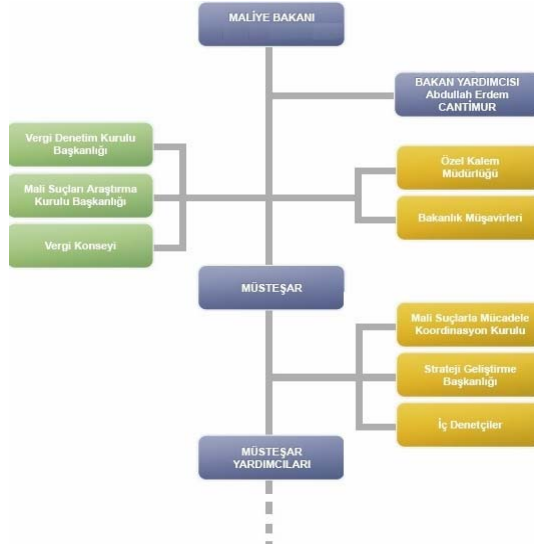 MALİYE BAKANI
BAKAN YARDIMCISI
Abdullah Erdem
CANTİMUR
Vergi Denetim Kurulu
Başkanlığı
Mali Suçları Araştırma
Kurulu Başkanlığı
Vergi Konseyi
Özel Kalem
Müdürlüğü
Bakanlık Müşavirleri
MÜSTEŞAR
Mali Suçlarla Mücadele
Koordinasyon Kurulu
Strateji Geliştirme
Başkanlığı
İç Denetçiler
MÜSTEŞAR
YARDIMCILARI